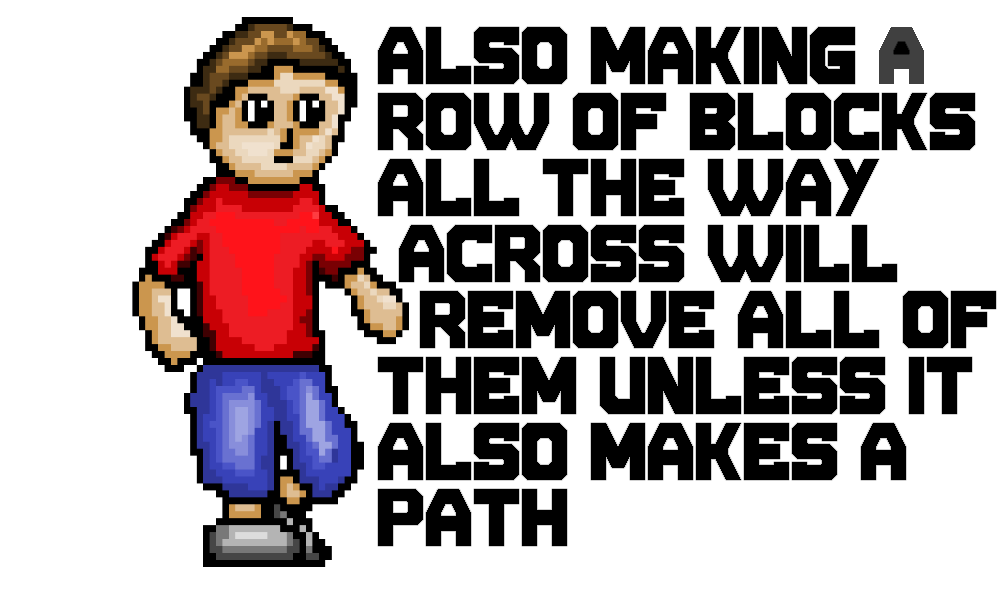 ALSO MAKING A
ROW OF BLOCKS
ALL THE WAY
ACROSS WILL
REMOVE ALL OF
THEM UNLESS IT
ALSO MAKES A
PATH